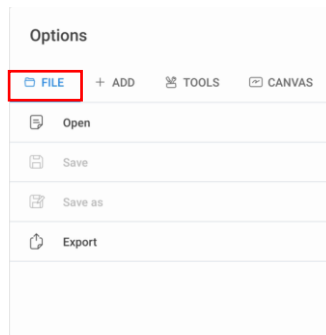 Options
FILE + ADD TOOLS CANVAS
Open
Save
Save as
Export